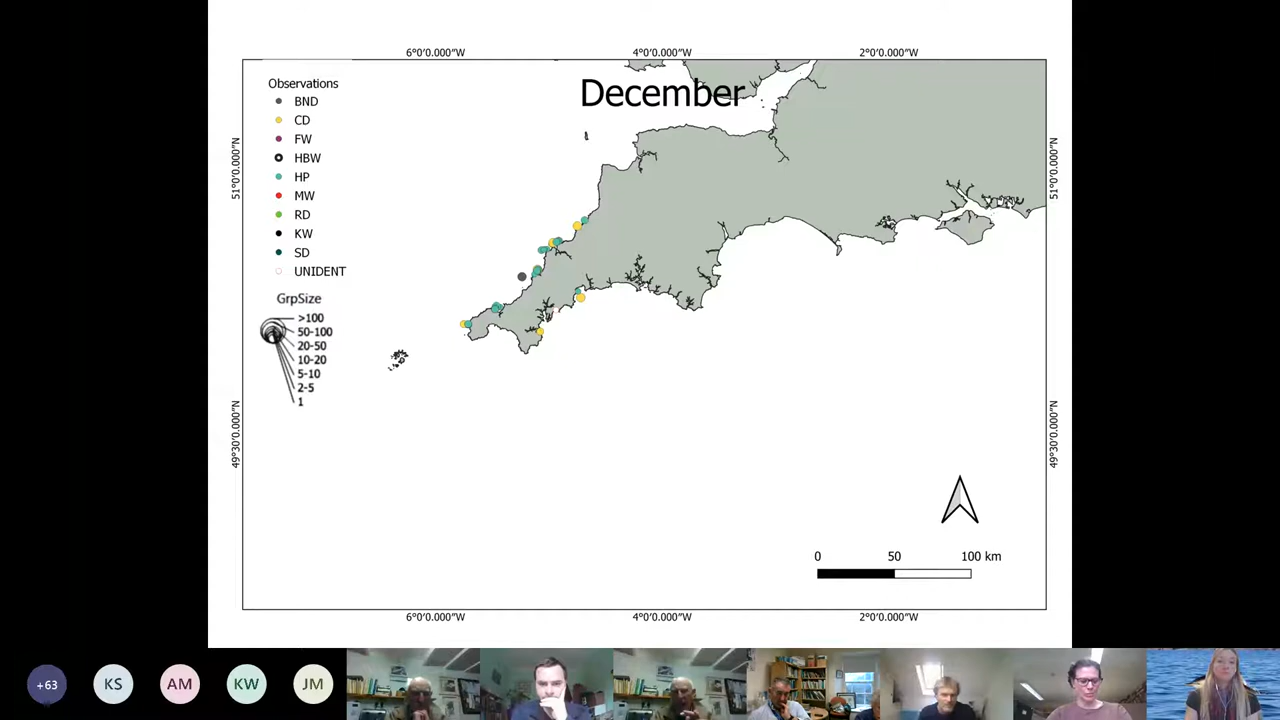 6°0'0.000"W 4°0'0.000"W 2°0'0.000"W
December
Observations
BND
CD
FW
HBW
HP
MW
RD
KW
SD
UNIDENT
GrpSize
>100
50-100
20-50
10-20
5-10
2-5
1
51°0'0.000"N
51°0'0.000"N
49°30'0.000"N
49°30'0.000"N
0 50 100 km
6°0'0.000"W 4°0'0.000"W 2°0'0.000"W
+63 KS AM KW JM